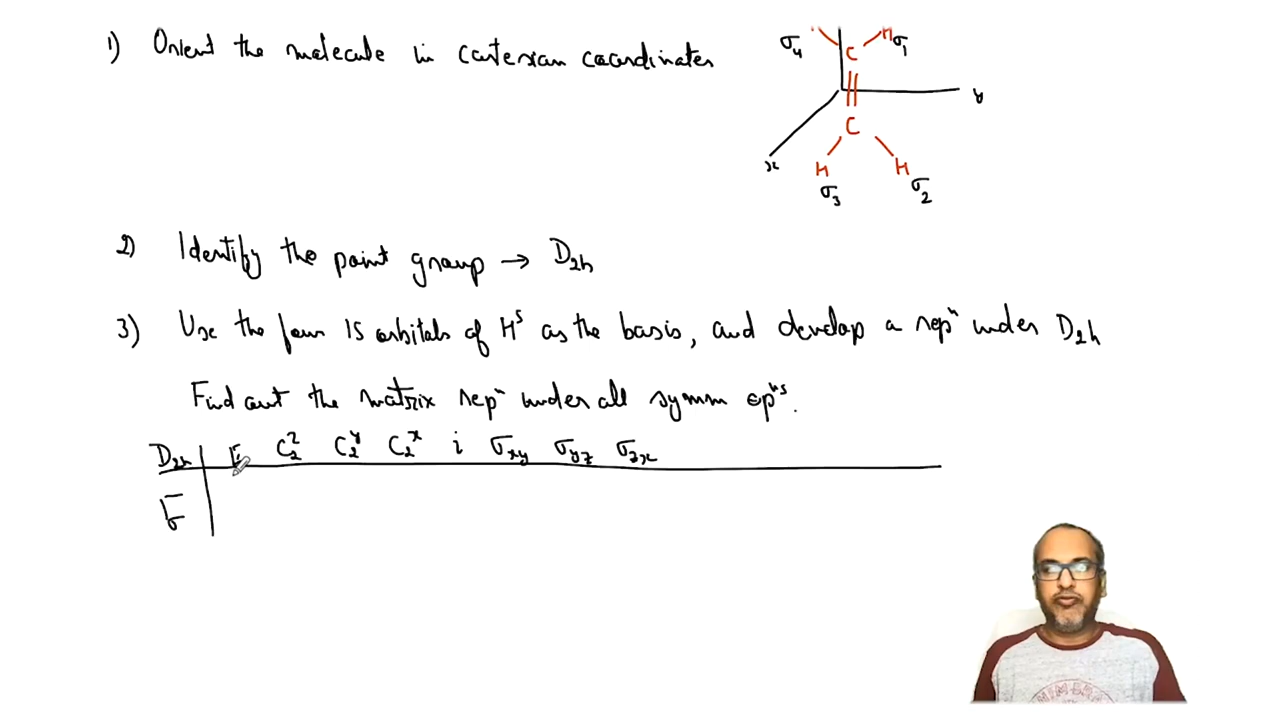 1) Orient the molecule in cartesian coordinates
σ4 C H σ1
y
C
x H H
σ3 σ2
2) Identify the point group → D2h
3) Use the four 1S orbitals of Hs as the basis, and develop a repn under D2h
Find out the matrix repn under all symm opns.
D2h E C2z C2y C2x i σxy σyz σzx
Γσ